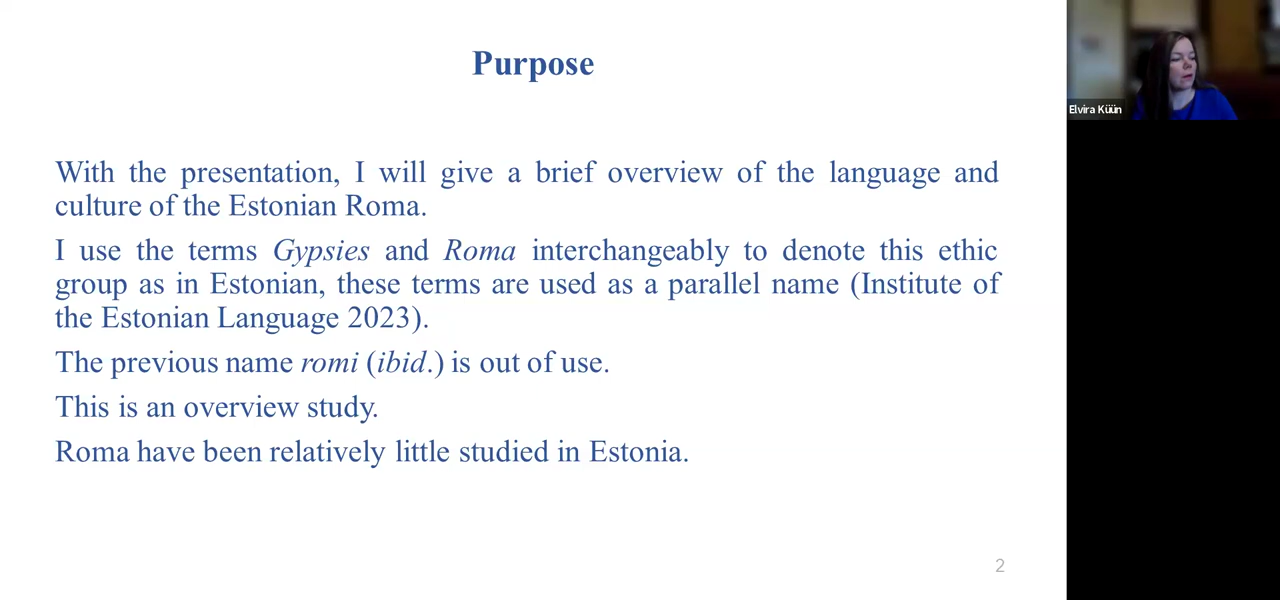 Purpose
With the presentation, I will give a brief overview of the language and
culture of the Estonian Roma.
I use the terms Gypsies and Roma interchangeably to denote this ethic
group as in Estonian, these terms are used as a parallel name (Institute of
the Estonian Language 2023).
The previous name romi (ibid.) is out of use.
This is an overview study.
Roma have been relatively little studied in Estonia.
2
Elvira Küün